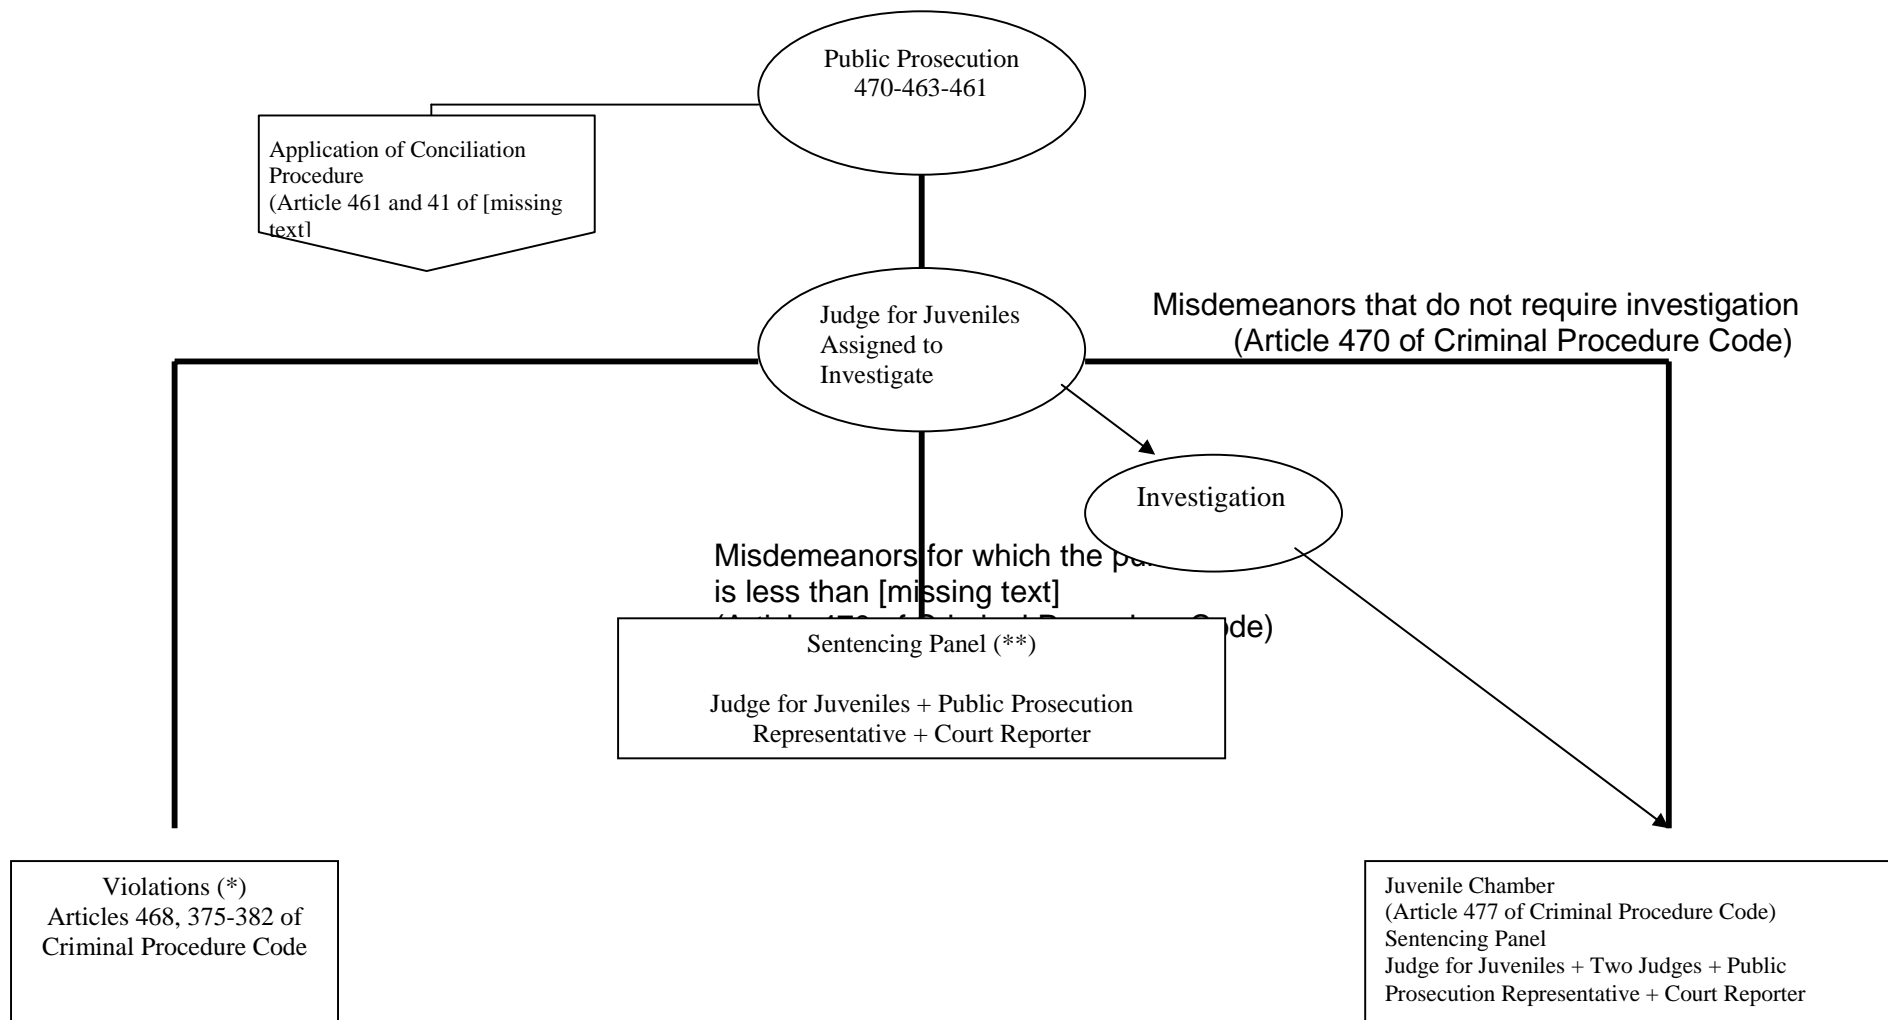 Public Prosecution
470-463-461
Application of Conciliation
Procedure
(Article 461 and 41 of [missing
text]
Judge for Juveniles
Assigned to
Investigate
Misdemeanors that do not require investigation
(Article 470 of Criminal Procedure Code)
Investigation
Misdemeanors for which the
is less than [missing text]
Sentencing Panel (**)
Judge for Juveniles + Public Prosecution
Representative + Court Reporter
Violations (*)
Articles 468, 375-382 of
Criminal Procedure Code
Juvenile Chamber
(Article 477 of Criminal Procedure Code)
Sentencing Panel
Judge for Juveniles + Two Judges + Public
Prosecution Representative + Court Reporter